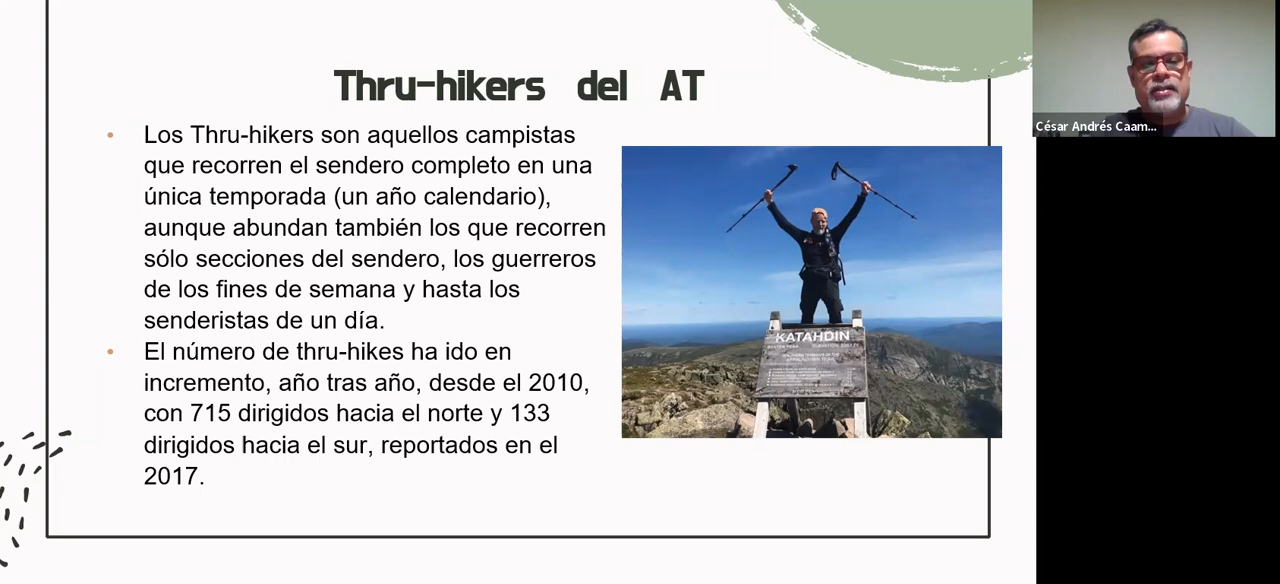 Thru-hikers del AT
• Los Thru-hikers son aquellos campistas
que recorren el sendero completo en una
única temporada (un año calendario),
aunque abundan también los que recorren
sólo secciones del sendero, los guerreros
de los fines de semana y hasta los
senderistas de un día.
• El número de thru-hikes ha ido en
incremento, año tras año, desde el 2010,
con 715 dirigidos hacia el norte y 133
dirigidos hacia el sur, reportados en el
2017.
KATAHDIN
César Andrés Caam...